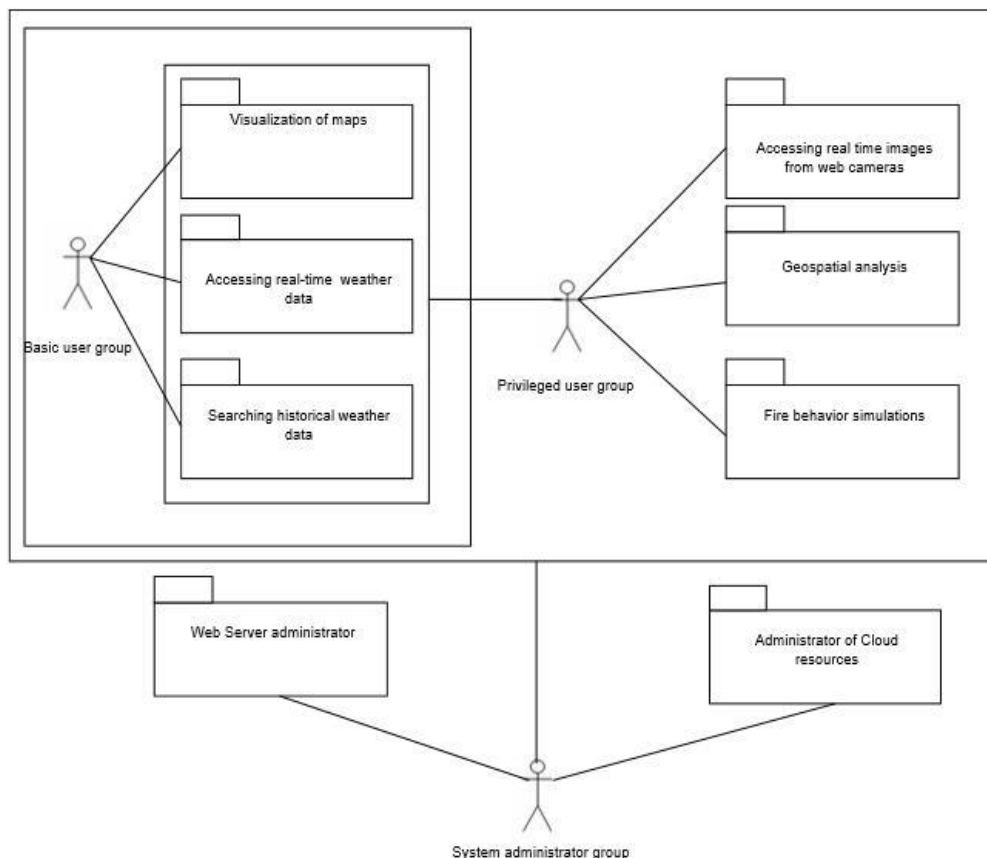 Visualization of maps
Accessing real time images
from web cameras
Accessing real-time weather
data
Geospatial analysis
Basic user group
Privileged user group
Searching historical weather
data
Fire behavior simulations
Web Server administrator
Administrator of Cloud
resources
System administrator group